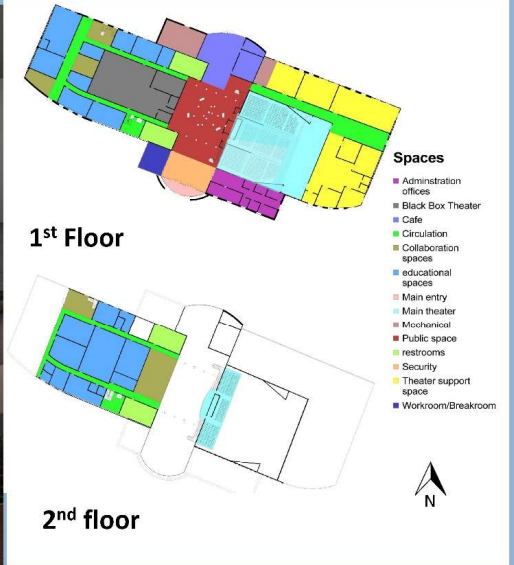 1st Floor
Spaces
Adminstration
offices
Black Box Theater
Cafe
Circulation
Collaboration
spaces
educational
spaces
Main entry
Main theater
Mechanical
Public space
restrooms
Security
Theater support
space
Workroom/Breakroom
2nd floor
N